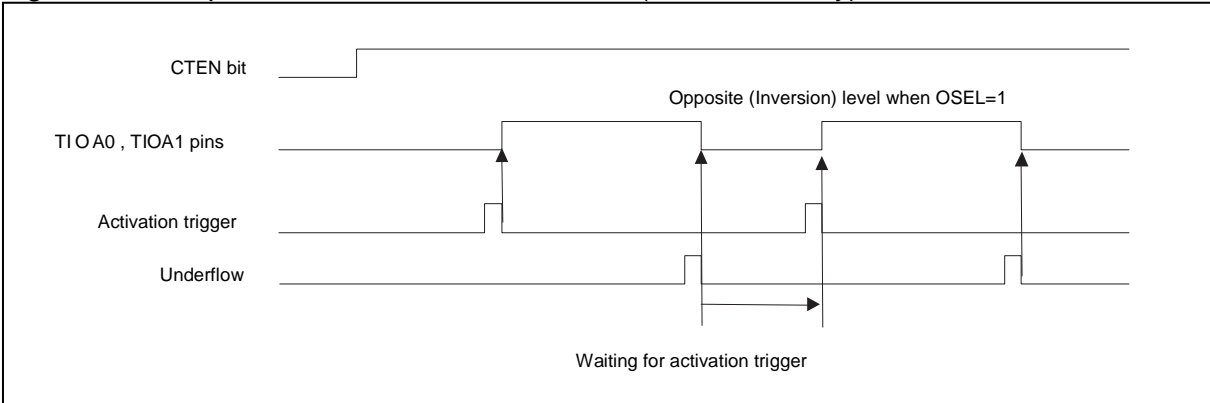 CTEN bit
Opposite (Inversion) level when OSEL=1
TI O A0 , TIOA1 pins
Activation trigger
Underflow
Waiting for activation trigger